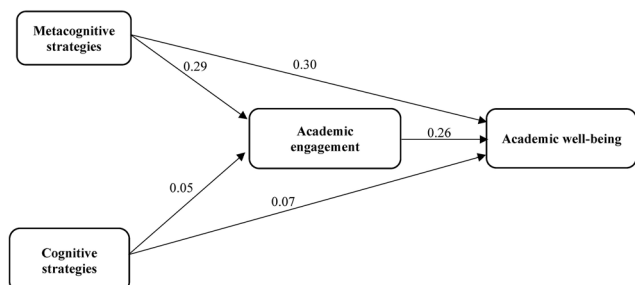 Metacognitive
strategies
0.30
0.29
Academic
engagement
0.26
Academic well-being
0.05
0.07
Cognitive
strategies